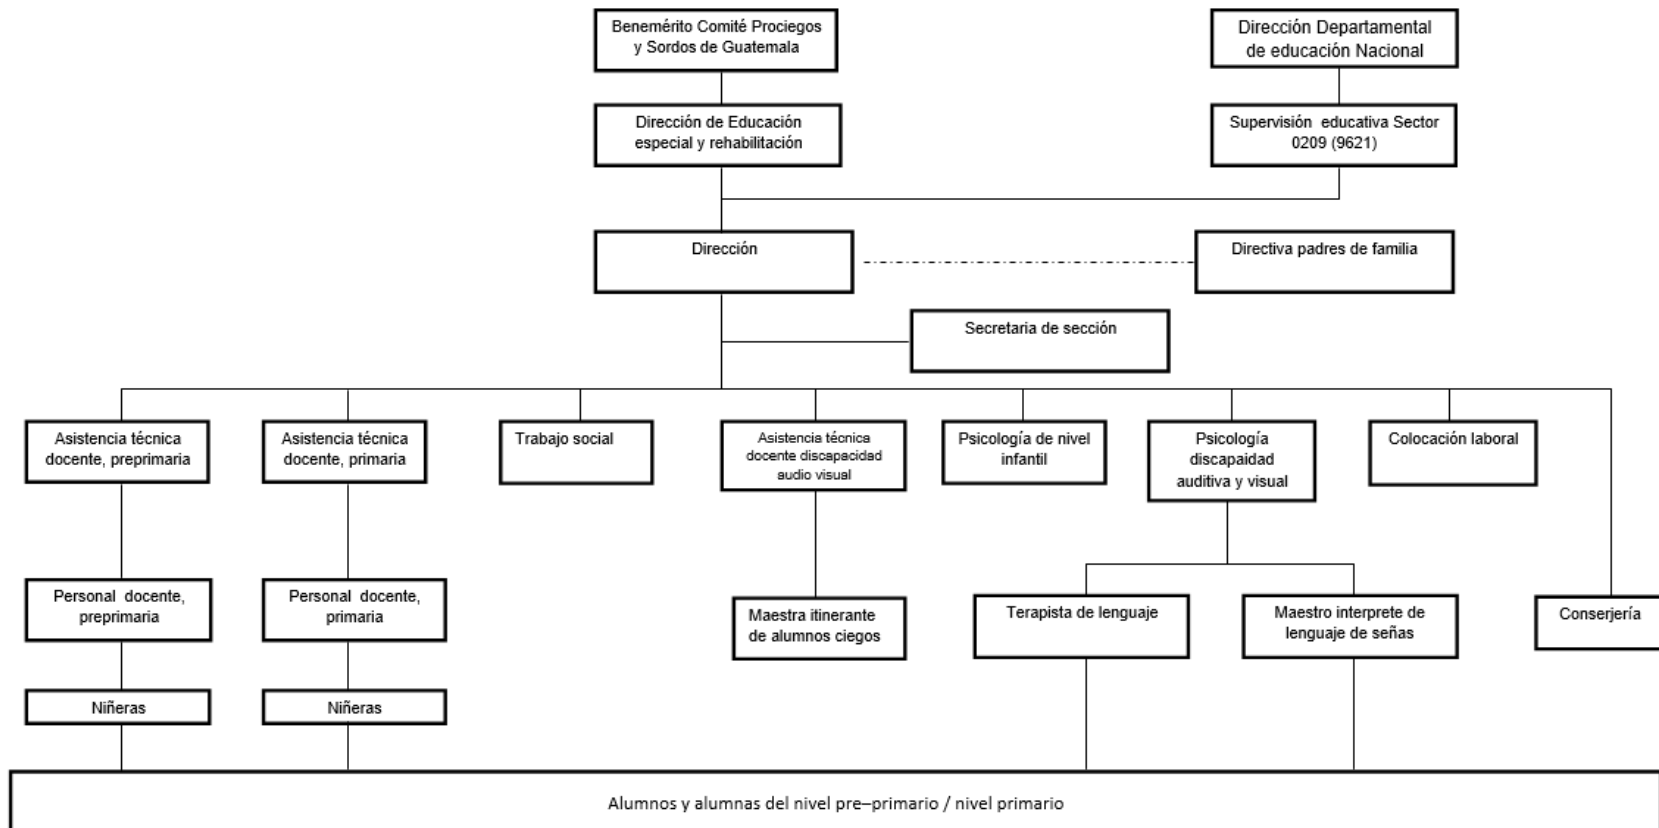 Benemérito Comité Prociegos
y Sordos de Guatemala
Dirección Departamental
de educación Nacional
Dirección de Educación
especial y rehabilitación
Supervisión educativa Sector
0209 (9621)
Dirección
Directiva padres de familia
Secretaria de sección
Asistencia técnica
docente, preprimaria
Asistencia técnica
docente, primaria
Trabajo social
Asistencia técnica
docente discapacidad
audio visual
Psicología de nivel
infantil
Psicología
discapaidad
auditiva y visual
Colocación laboral
Personal docente,
preprimaria
Personal docente,
primaria
Maestra itinerante
de alumnos ciegos
Terapista de lenguaje
Maestro interprete de
lenguaje de señas
Conserjería
Niñeras
Niñeras
Alumnos y alumnas del nivel pre–primario / nivel primario